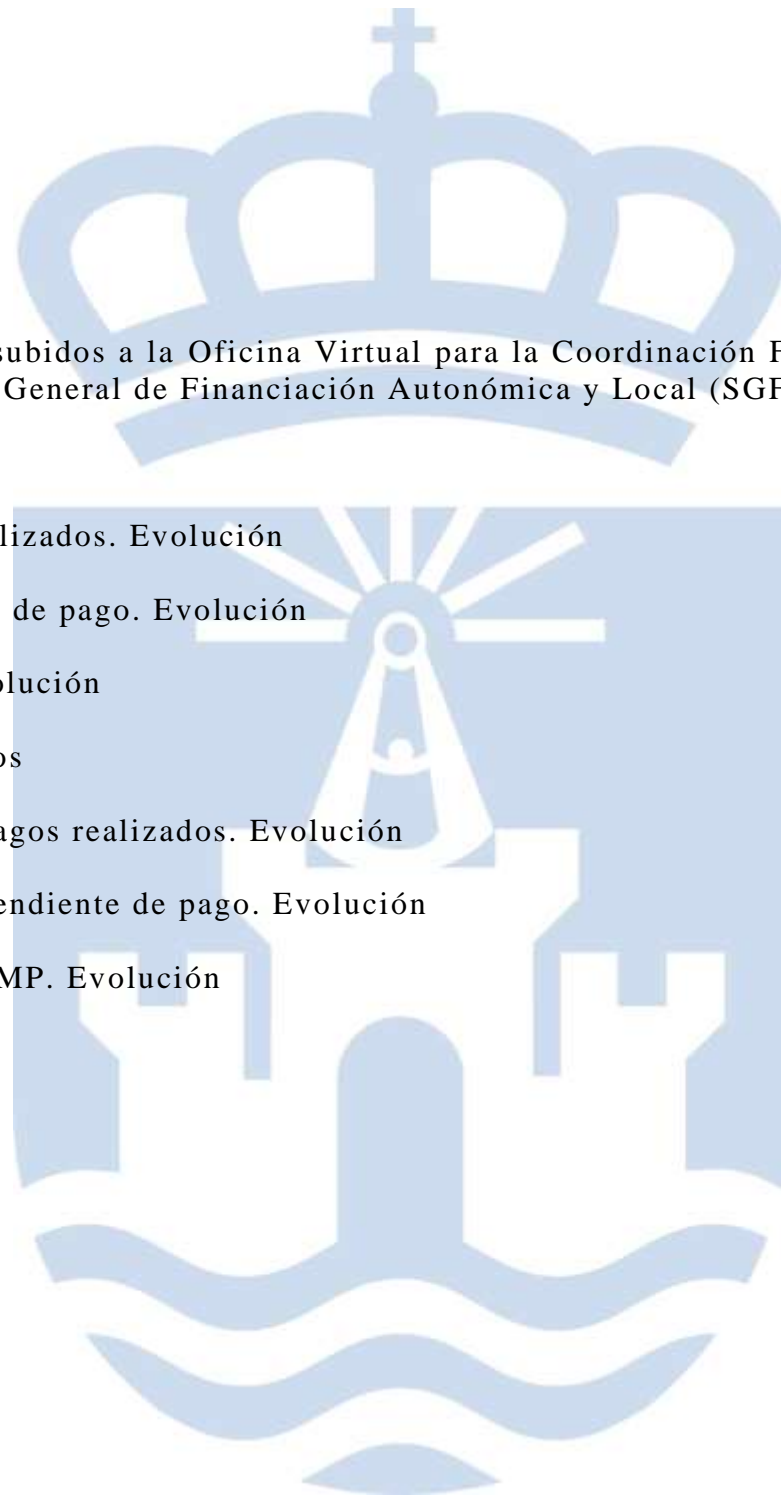 subidos a la Oficina Virtual para la Coordinación
General de Financiación Autonómica y Local
lizados. Evolución
de pago. Evolución
olución
os
agos realizados. Evolución
endiente de pago. Evolución
MP. Evolución